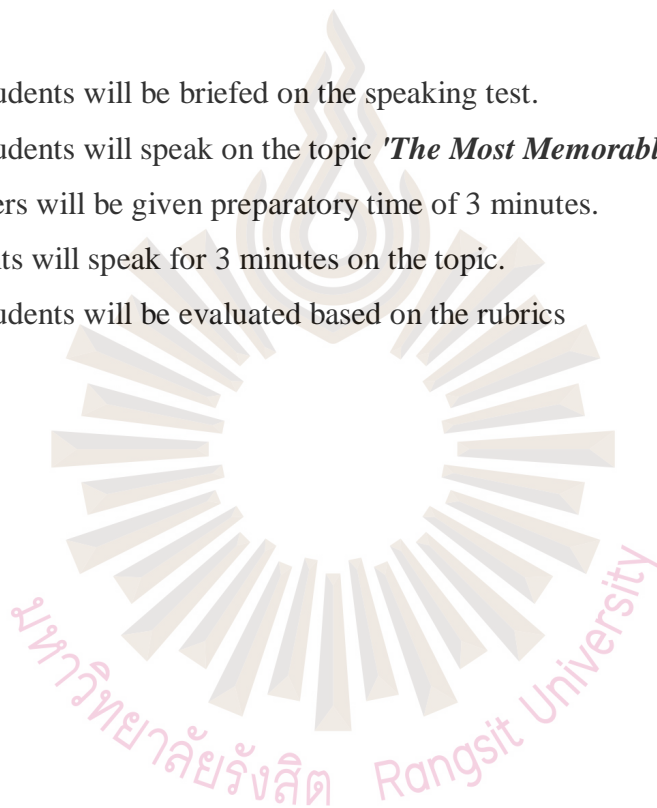 udents will be briefed on the speaking test.
udents will speak on the topic 'The Most Memorabl
ers will be given preparatory time of 3 minutes.
ts will speak for 3 minutes on the topic.
udents will be evaluated based on the rubrics
มหาวิทยาลัยรังสิต Rangsit University